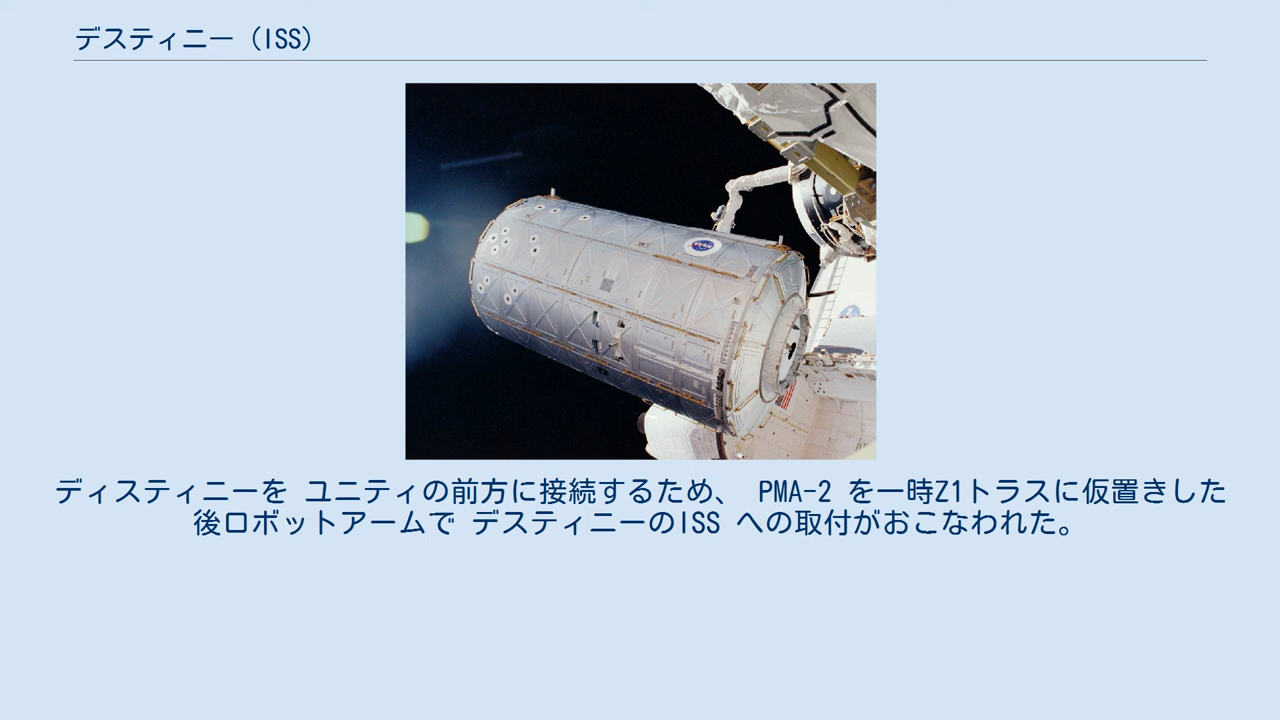 デスティニー（ISS）
NASA
ディスティニーを ユニティの前方に接続するため、 PMA-2 を一時Z1トラスに仮置きした
後ロボットアームで デスティニーのISS への取付がおこなわれた。